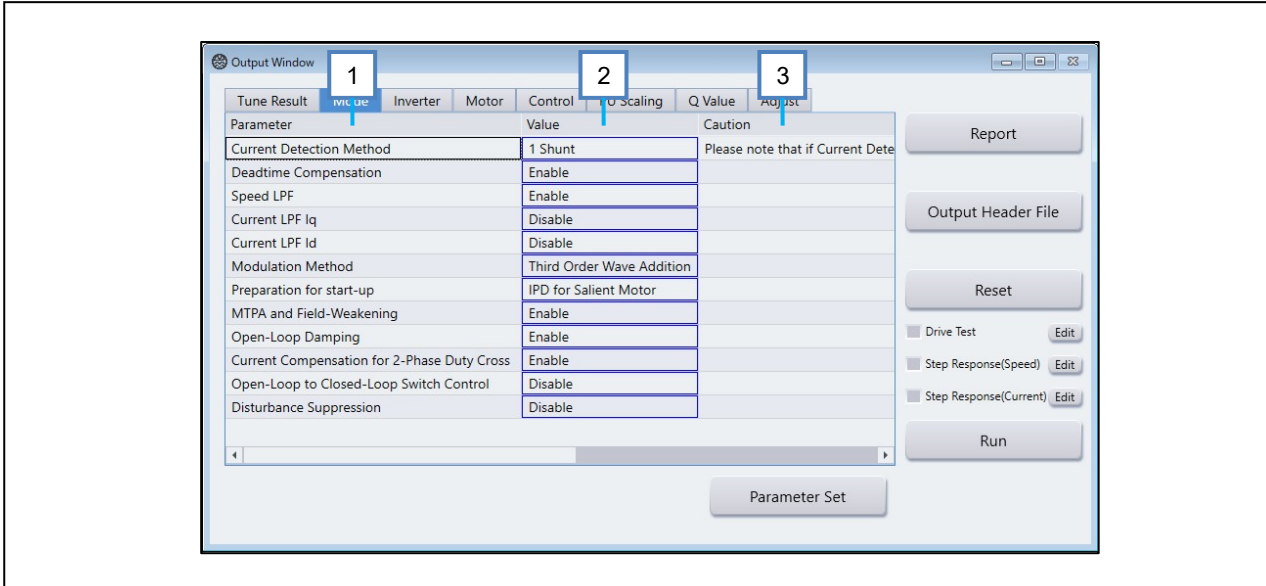 Output Window
1
2
3
Tune Result Mode Inverter Motor Control PU Scaling Q Value Adjust
Parameter Value Caution
Current Detection Method 1 Shunt Please note that if Current Dete
Deadtime Compensation Enable
Speed LPF Enable
Current LPF Iq Disable
Current LPF Id Disable
Modulation Method Third Order Wave Addition
Preparation for start-up IPD for Salient Motor
MTPA and Field-Weakening Enable
Open-Loop Damping Enable
Current Compensation for 2-Phase Duty Cross Enable
Open-Loop to Closed-Loop Switch Control Disable
Disturbance Suppression Disable
Report
Output Header File
Reset
Drive Test Edit
Step Response(Speed) Edit
Step Response(Current) Edit
Run
Parameter Set